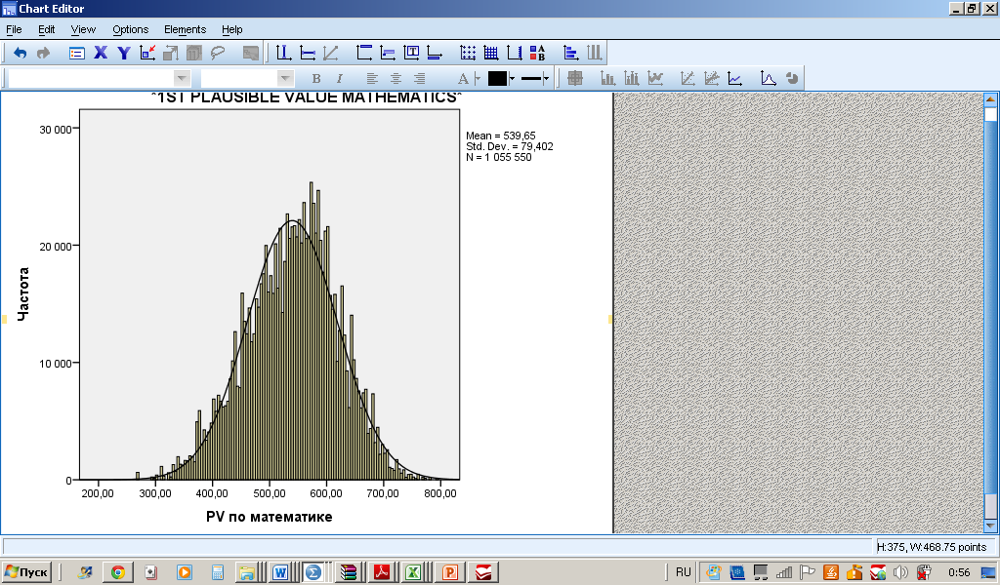 Chart Editor
File Edit View Options Elements Help
*1ST PLAUSIBLE VALUE MATHEMATICS*
30 000
20 000
10 000
0
Частота
Mean = 539,65
Std. Dev. = 79,402
N = 1 055 550
200,00 300,00 400,00 500,00 600,00 700,00 800,00
PV по математике
H:375, W:468.75 points
Пуск
RU
0:56